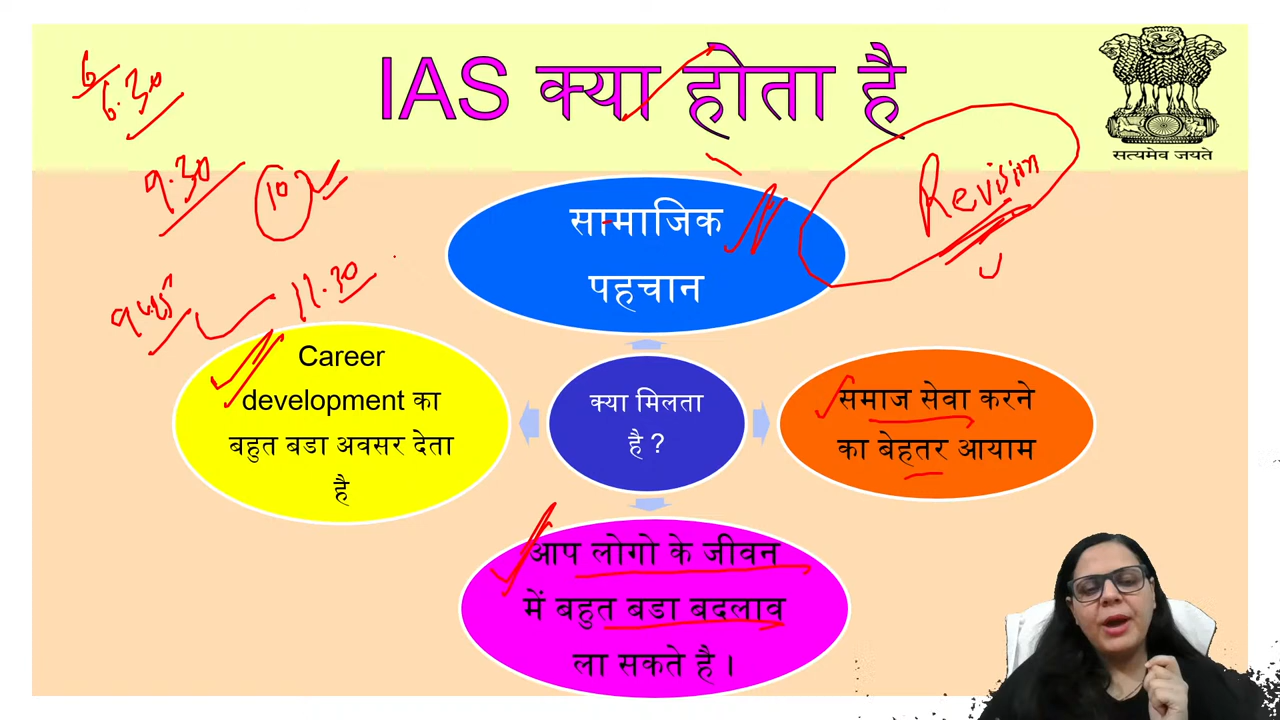 IAS क्या होता है
सत्यमेव जयते
6
6.30
9.30
10
Revision
सामाजिक
पहचान
9.45
11.30
Career
development का
बहुत बडा अवसर देता
है
क्या मिलता
है ?
समाज सेवा करने
का बेहतर आयाम
आप लोगो के जीवन
में बहुत बडा बदलाव
ला सकते है ।